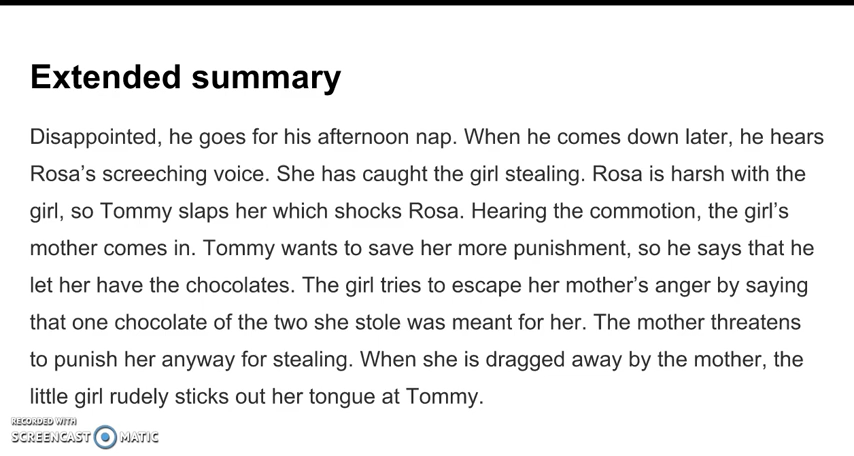 Extended summary
Disappointed, he goes for his afternoon nap. When he comes down later, he hears
Rosa’s screeching voice. She has caught the girl stealing. Rosa is harsh with the
girl, so Tommy slaps her which shocks Rosa. Hearing the commotion, the girl’s
mother comes in. Tommy wants to save her more punishment, so he says that he
let her have the chocolates. The girl tries to escape her mother’s anger by saying
that one chocolate of the two she stole was meant for her. The mother threatens
to punish her anyway for stealing. When she is dragged away by the mother, the
little girl rudely sticks out her tongue at Tommy.
RECORDED WITH
SCREENCAST MATIC